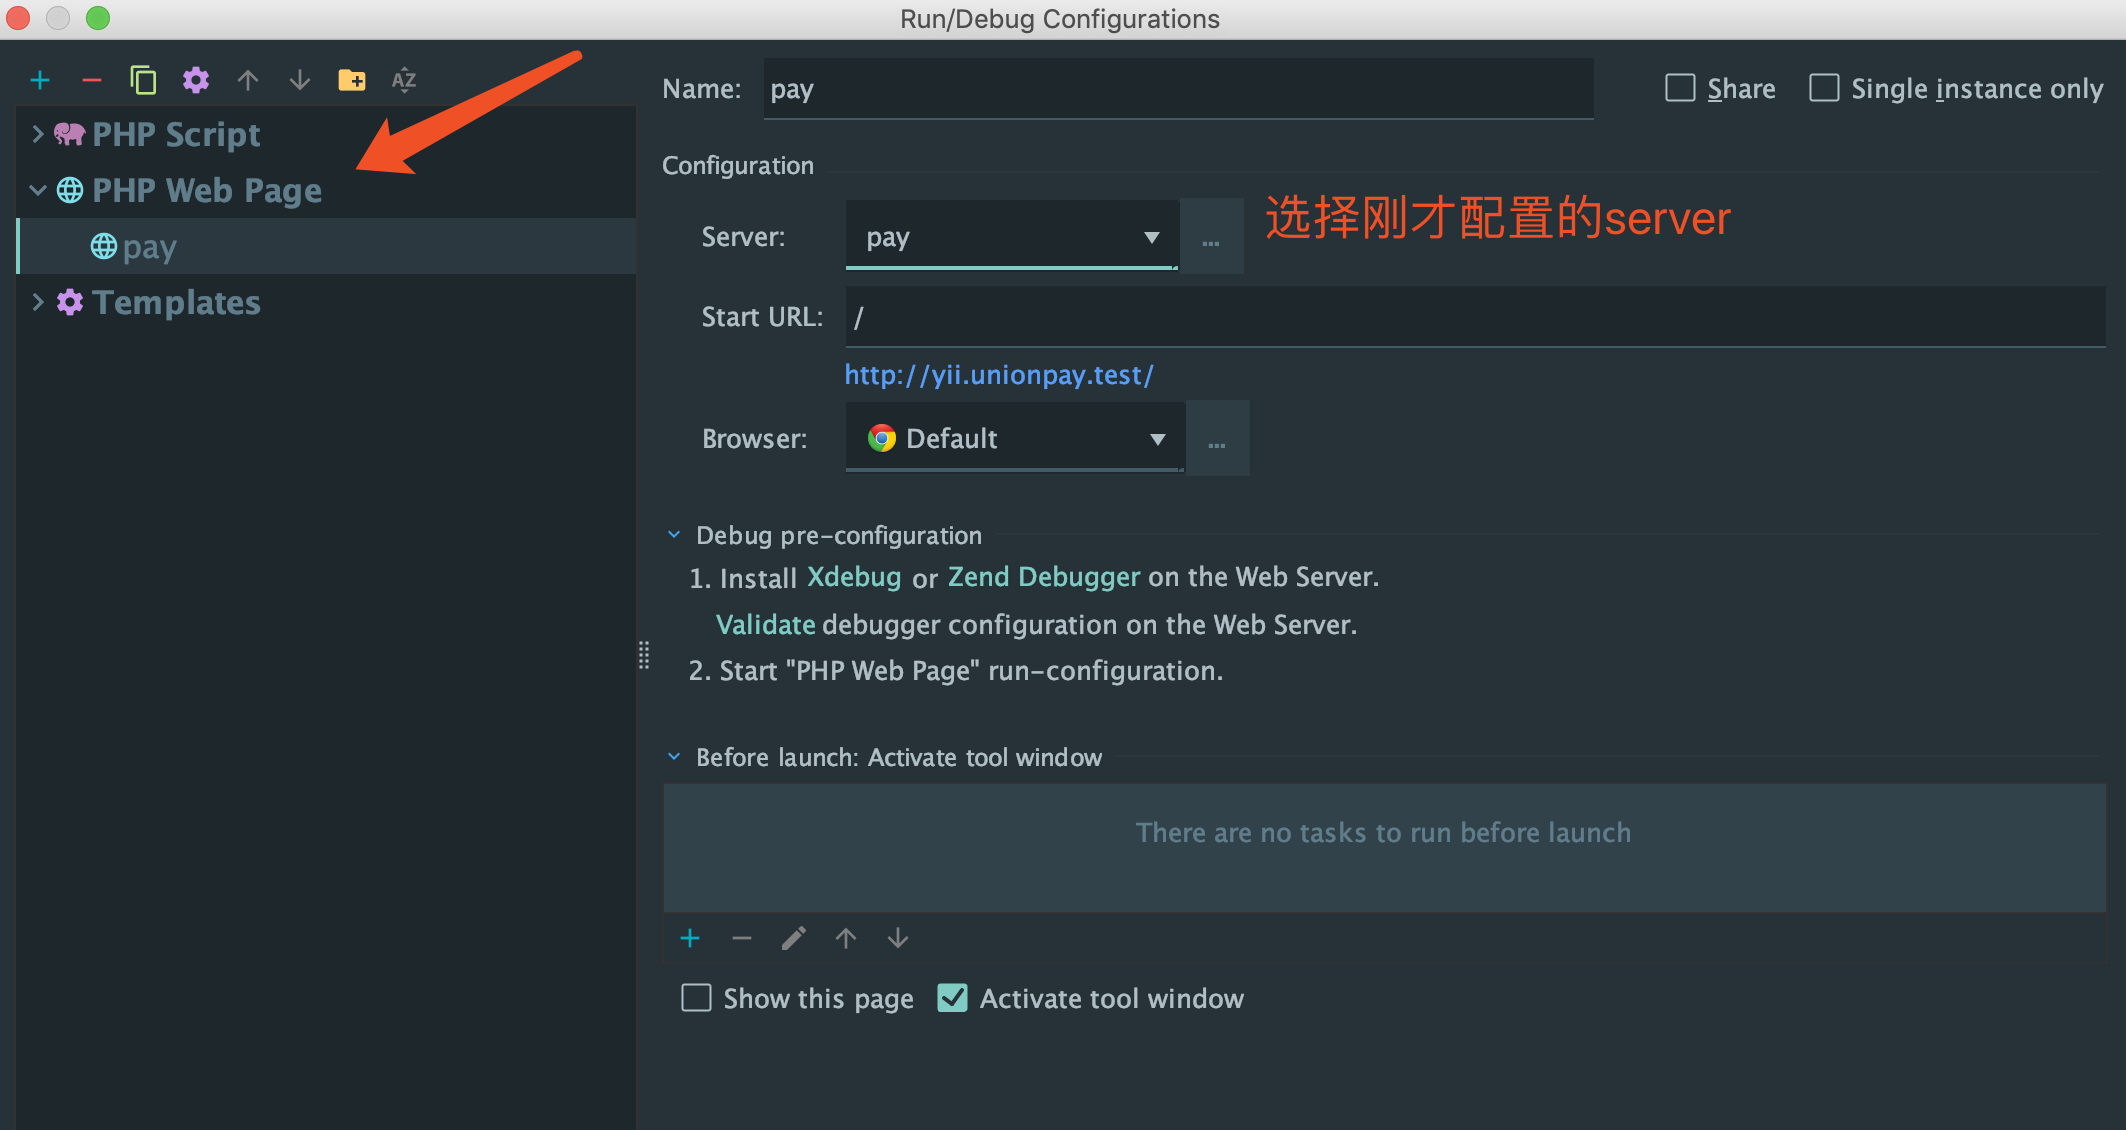 Run/Debug Configurations
PHP Script
PHP Web Page
pay
Templates
Name: pay
Share
Single instance only
Configuration
Server: pay ...
选择刚才配置的server
Start URL: /
http://yii.unionpay.test/
Browser: Default ...
Debug pre-configuration
1. Install Xdebug or Zend Debugger on the Web Server.
Validate debugger configuration on the Web Server.
2. Start "PHP Web Page" run-configuration.
Before launch: Activate tool window
There are no tasks to run before launch
Show this page Activate tool window